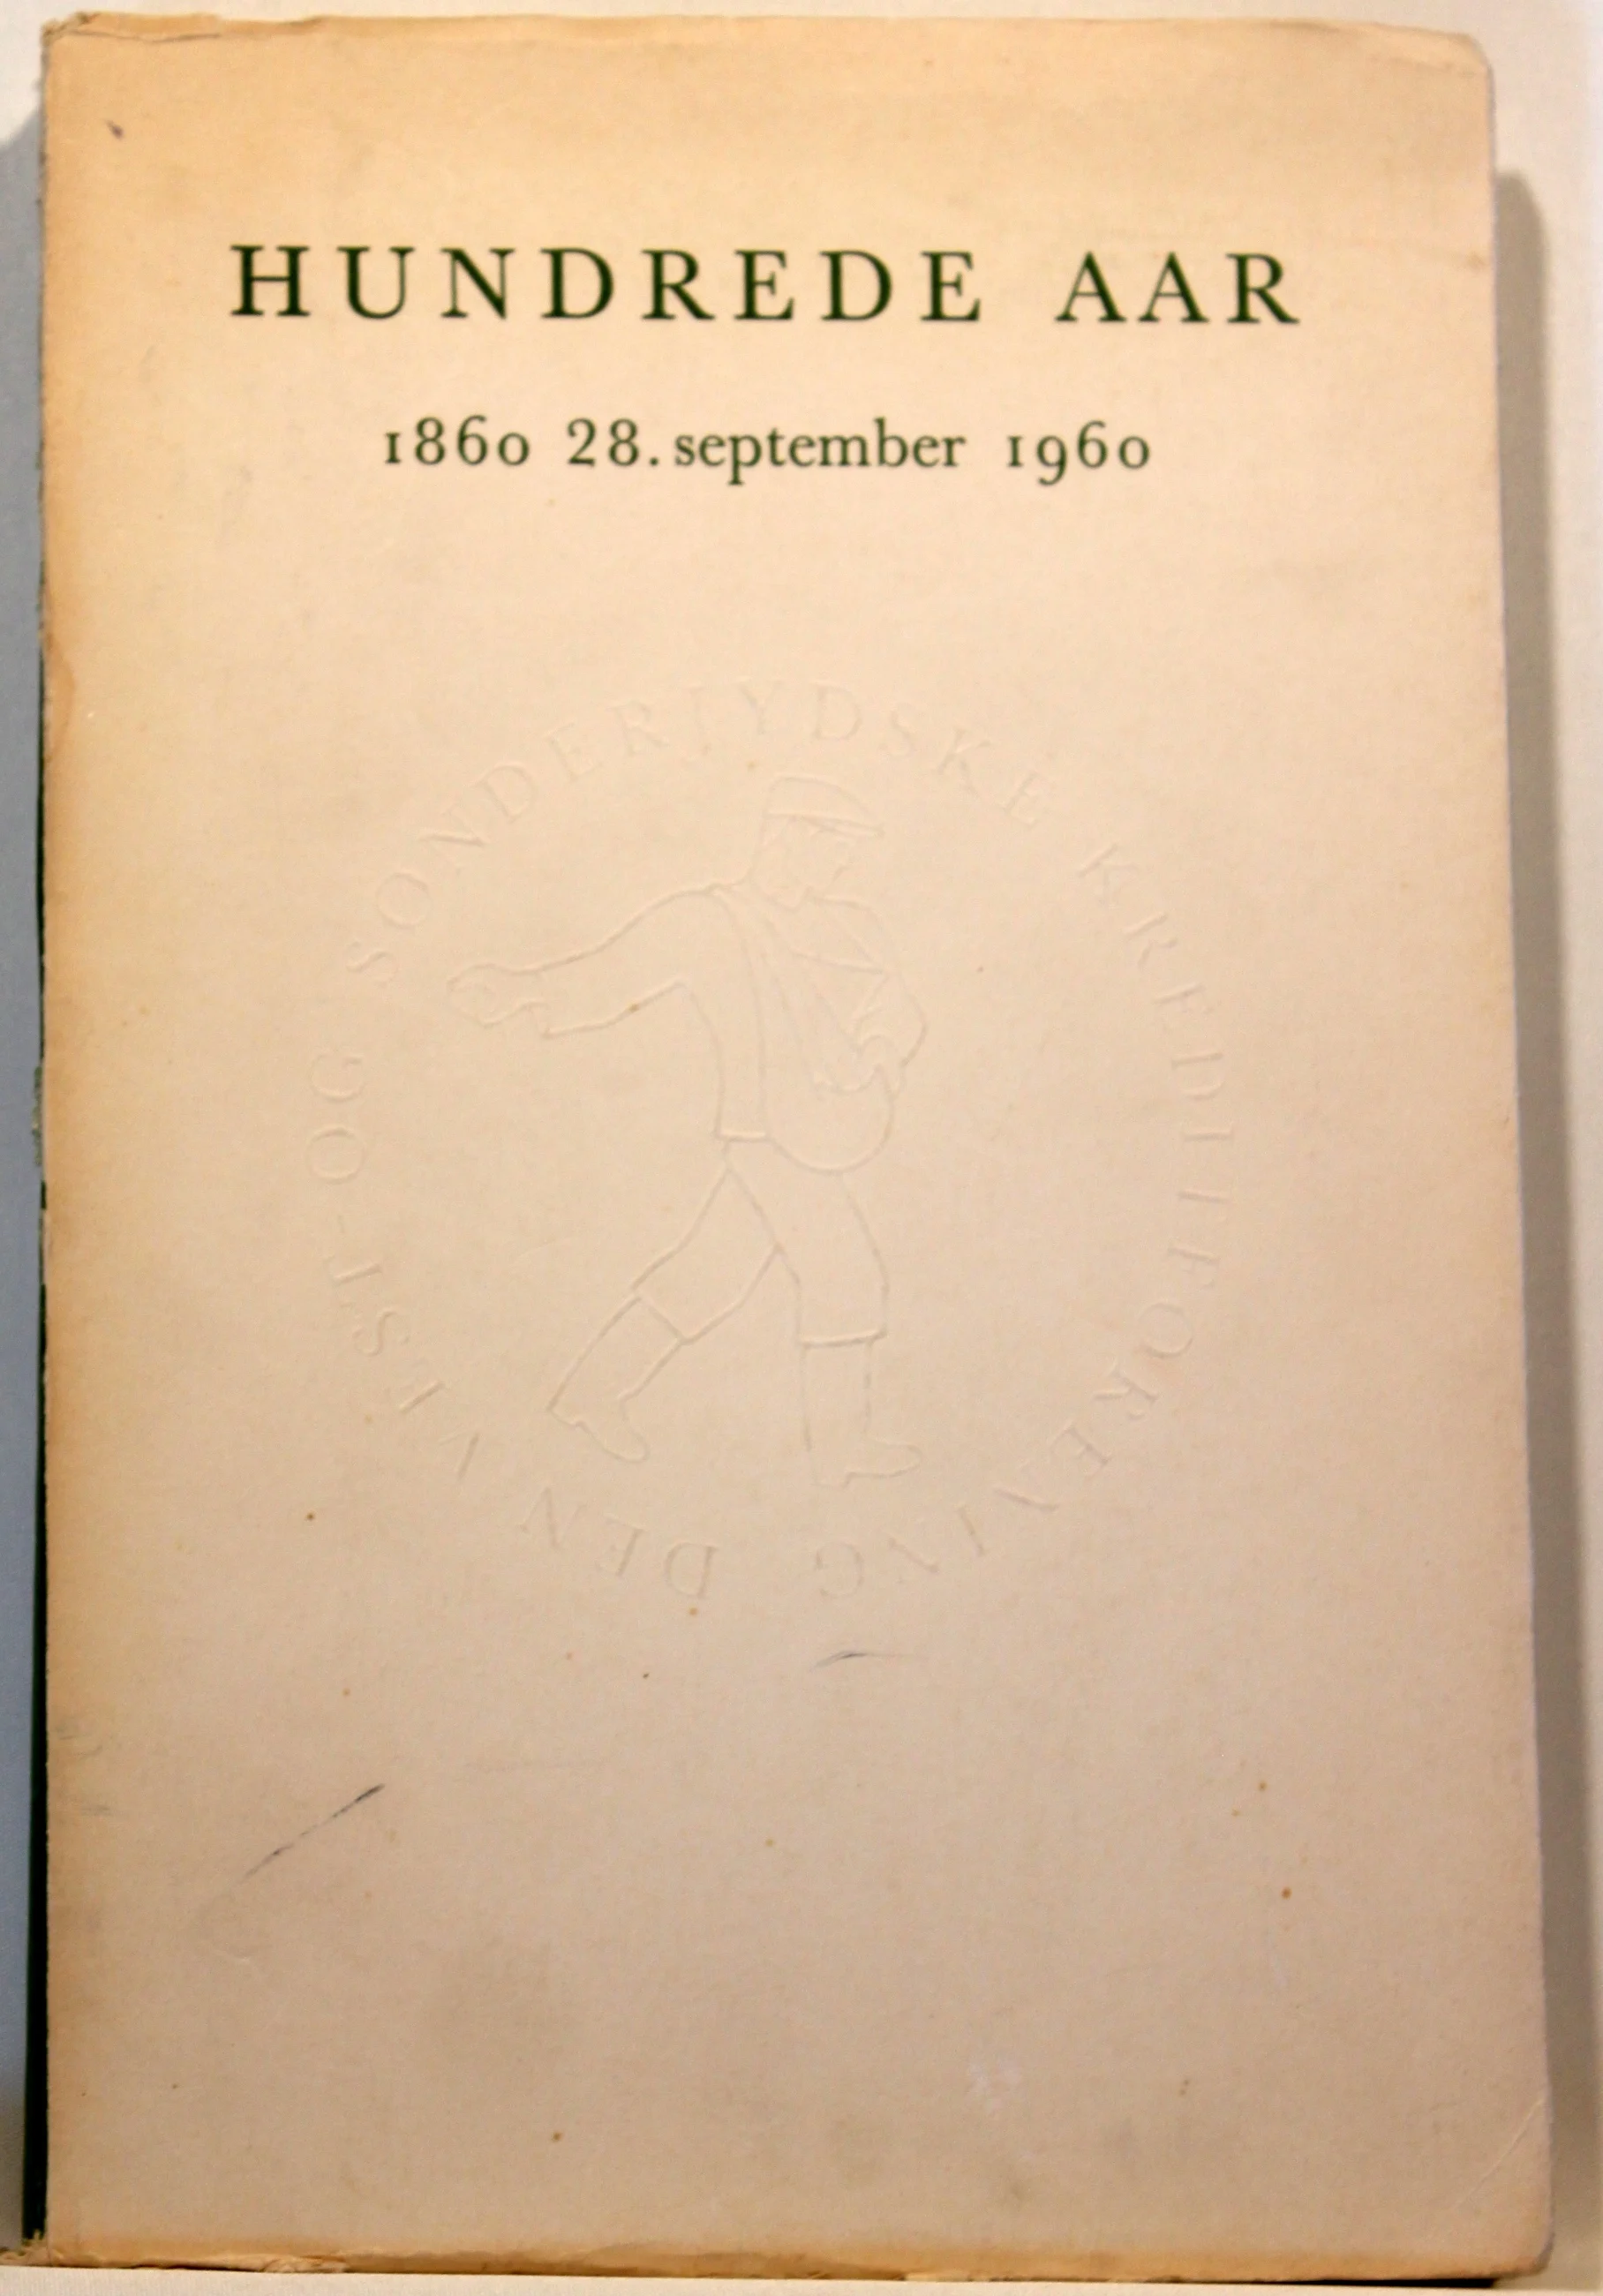 HUNDREDE AAR
1860 28. september 1960
DEN VEST- OG SØNDERJYDSKE KREDITFORENING